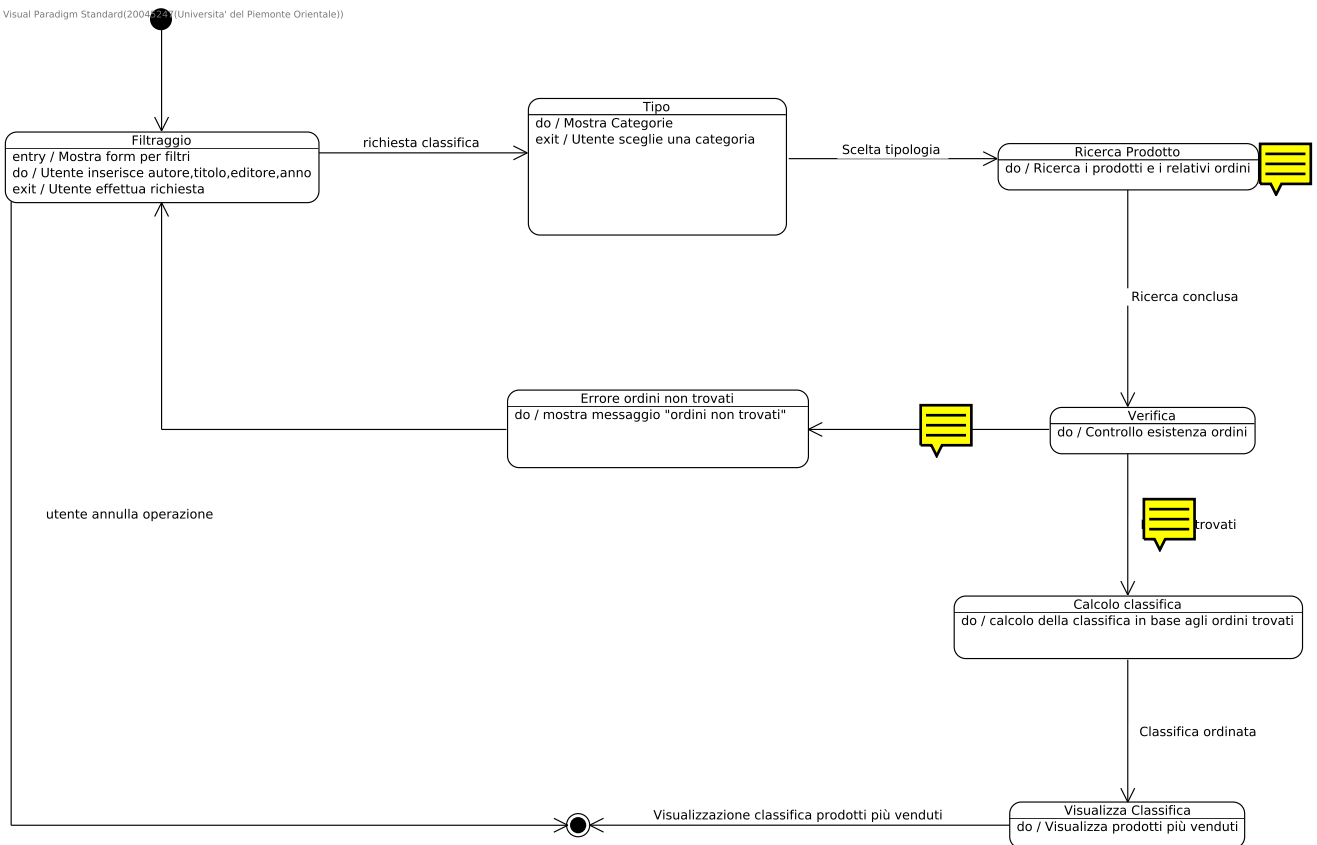 Visual Paradigm Standard(20045247(Universita' del Piemonte Orientale))
Filtraggio
entry / Mostra form per filtri
do / Utente inserisce autore,titolo,editore,anno
exit / Utente effettua richiesta
richiesta classifica
Tipo
do / Mostra Categorie
exit / Utente sceglie una categoria
Scelta tipologia
Ricerca Prodotto
do / Ricerca i prodotti e i relativi ordini
Ricerca conclusa
Errore ordini non trovati
do / mostra messaggio "ordini non trovati"
Verifica
do / Controllo esistenza ordini
utente annulla operazione
trovati
Calcolo classifica
do / calcolo della classifica in base agli ordini trovati
Classifica ordinata
Visualizzazione classifica prodotti più venduti
Visualizza Classifica
do / Visualizza prodotti più venduti